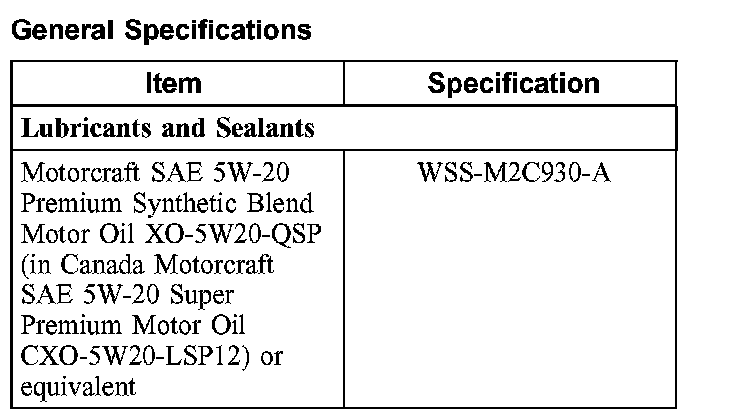 General Specifications
Item Specification
Lubricants and Sealants
Motorcraft SAE 5W-20 WSS-M2C930-A
Premium Synthetic Blend
Motor Oil XO-5W20-QSP
(in Canada Motorcraft
SAE 5W-20 Super
Premium Motor Oil
CXO-5W20-LSP12) or
equivalent